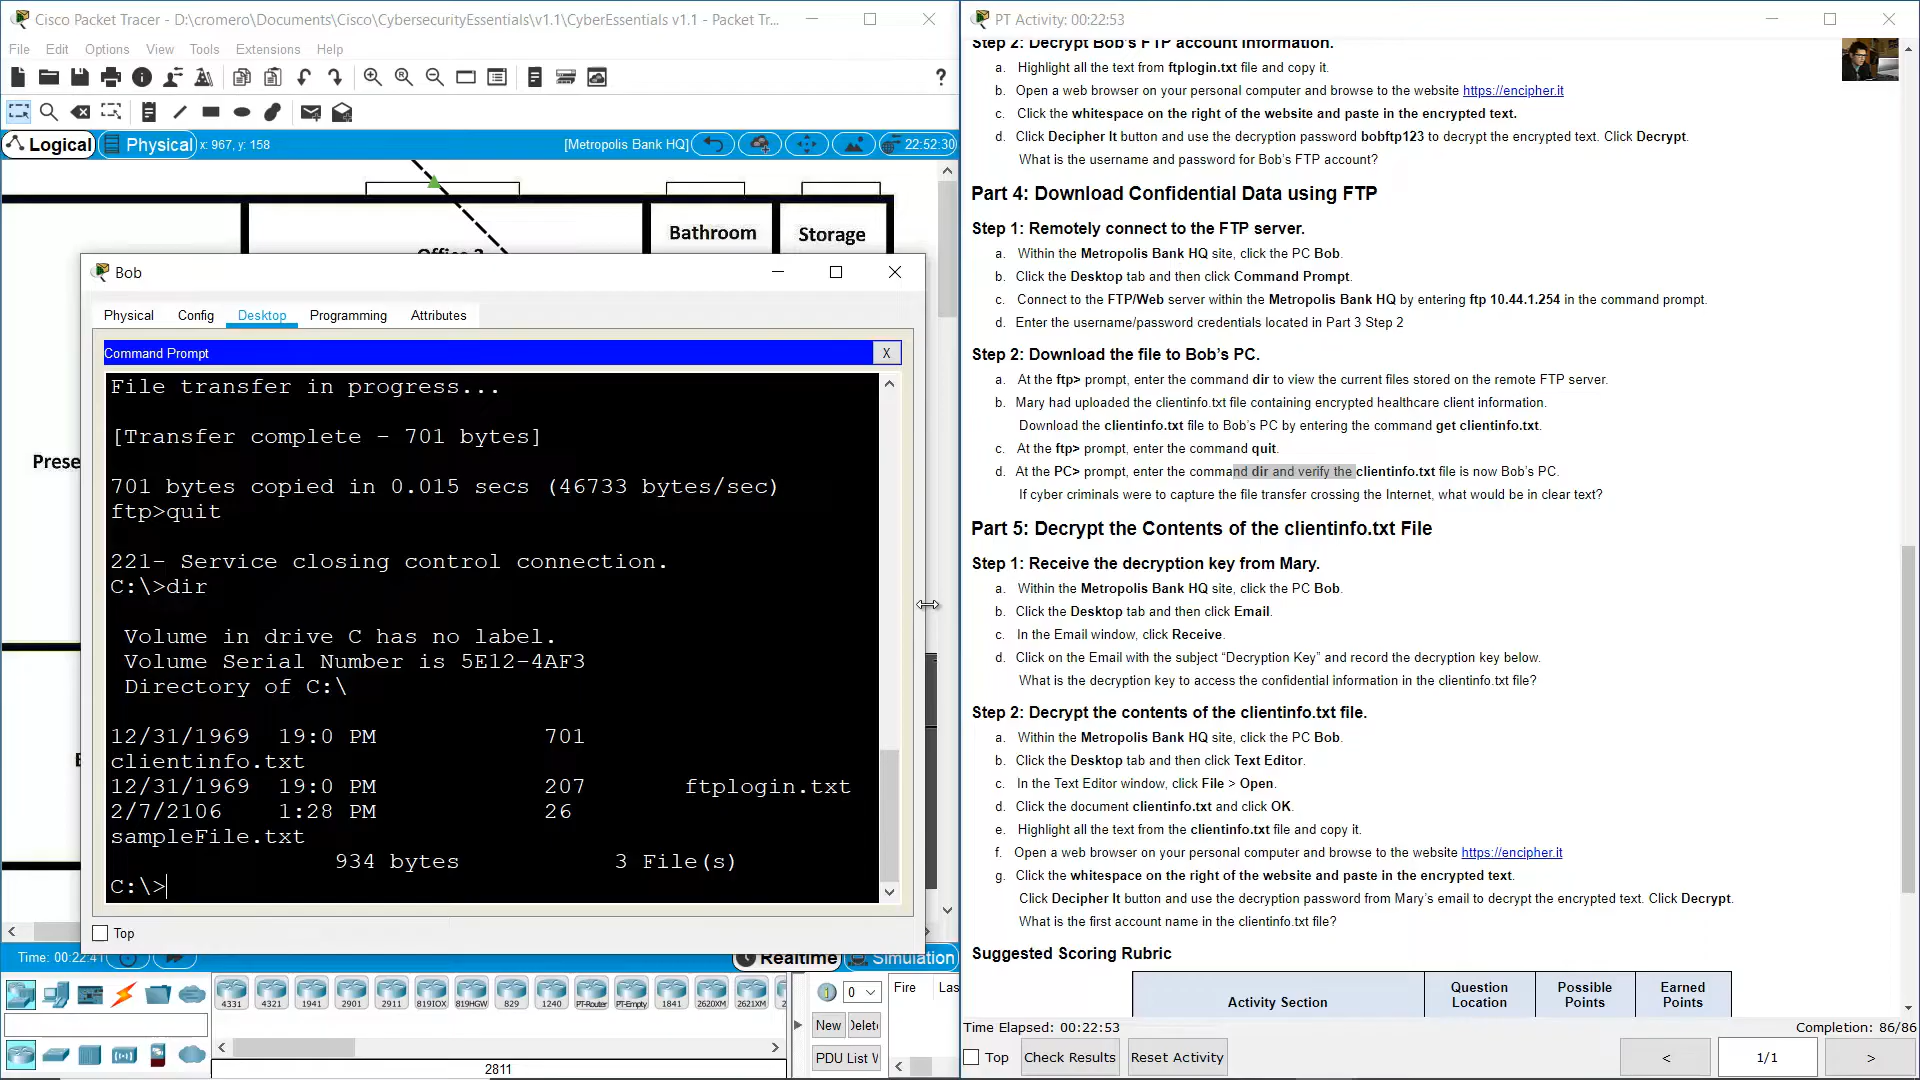 Cisco Packet Tracer - D:\cromero\Documents\Cisco\CybersecurityEssentials\v1.1\CyberEssentials v1.1 - Packet Tr...
File Edit Options View Tools Extensions Help
?
Logical
Physical
x: 967, y: 158
[Metropolis Bank HQ]
22:52:30
Bathroom
Storage
Bob
Physical
Config
Desktop
Programming
Attributes
Command Prompt
X
File transfer in progress...
[Transfer complete - 701 bytes]
701 bytes copied in 0.015 secs (46733 bytes/sec)
ftp>quit
221- Service closing control connection.
C:\>dir
Volume in drive C has no label.
Volume Serial Number is 5E12-4AF3
Directory of C:\
12/31/1969 19:0 PM 701
clientinfo.txt
12/31/1969 19:0 PM 207 ftplogin.txt
2/7/2106 1:28 PM 26
sampleFile.txt
934 bytes 3 File(s)
C:\>
Top
Prese
Time: 00:22:41
Realtime
Simulation
4331
4321
1941
2901
2911
819IOX
819HGW
829
1240
PT-Router
PT-Empty
1841
2620XM
2621XM
2
0
Fire
Las
New
Delet
PDU List W
2811
PT Activity: 00:22:53
Step 2: Decrypt Bob's FTP account information.
a. Highlight all the text from ftplogin.txt file and copy it.
b. Open a web browser on your personal computer and browse to the website https://encipher.it
c. Click the whitespace on the right of the website and paste in the encrypted text.
d. Click Decipher It button and use the decryption password bobftp123 to decrypt the encrypted text. Click Decrypt.
What is the username and password for Bob's FTP account?
Part 4: Download Confidential Data using FTP
Step 1: Remotely connect to the FTP server.
a. Within the Metropolis Bank HQ site, click the PC Bob.
b. Click the Desktop tab and then click Command Prompt.
c. Connect to the FTP/Web server within the Metropolis Bank HQ by entering ftp 10.44.1.254 in the command prompt.
d. Enter the username/password credentials located in Part 3 Step 2
Step 2: Download the file to Bob's PC.
a. At the ftp> prompt, enter the command dir to view the current files stored on the remote FTP server.
b. Mary had uploaded the clientinfo.txt file containing encrypted healthcare client information.
Download the clientinfo.txt file to Bob's PC by entering the command get clientinfo.txt.
c. At the ftp> prompt, enter the command quit.
d. At the PC> prompt, enter the command dir and verify the clientinfo.txt file is now Bob's PC.
If cyber criminals were to capture the file transfer crossing the Internet, what would be in clear text?
Part 5: Decrypt the Contents of the clientinfo.txt File
Step 1: Receive the decryption key from Mary.
a. Within the Metropolis Bank HQ site, click the PC Bob.
b. Click the Desktop tab and then click Email.
c. In the Email window, click Receive.
d. Click on the Email with the subject “Decryption Key” and record the decryption key below.
What is the decryption key to access the confidential information in the clientinfo.txt file?
Step 2: Decrypt the contents of the clientinfo.txt file.
a. Within the Metropolis Bank HQ site, click the PC Bob.
b. Click the Desktop tab and then click Text Editor.
c. In the Text Editor window, click File > Open.
d. Click the document clientinfo.txt and click OK.
e. Highlight all the text from the clientinfo.txt file and copy it.
f. Open a web browser on your personal computer and browse to the website https://encipher.it
g. Click the whitespace on the right of the website and paste in the encrypted text.
Click Decipher It button and use the decryption password from Mary's email to decrypt the encrypted text. Click Decrypt.
What is the first account name in the clientinfo.txt file?
Suggested Scoring Rubric
Activity Section
Question Location
Possible Points
Earned Points
Time Elapsed: 00:22:53
Completion: 86/86
Top
Check Results
Reset Activity
<
1/1
>